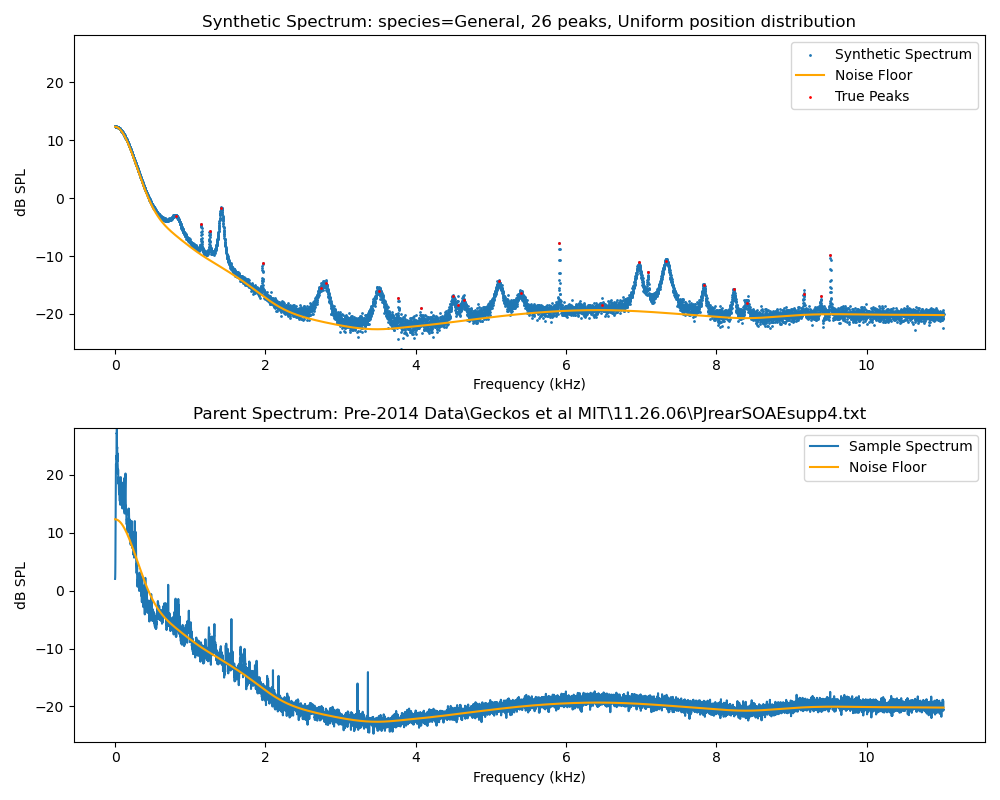 Synthetic Spectrum: species=General, 26 peaks, Uniform position distribution
Synthetic Spectrum
Noise Floor
True Peaks
dB SPL
20
10
0
−10
−20
0 2 4 6 8 10
Frequency (kHz)
Parent Spectrum: Pre-2014 Data\Geckos et al MIT\11.26.06\PJrearSOAEsupp4.txt
Sample Spectrum
Noise Floor
dB SPL
20
10
0
−10
−20
0 2 4 6 8 10
Frequency (kHz)